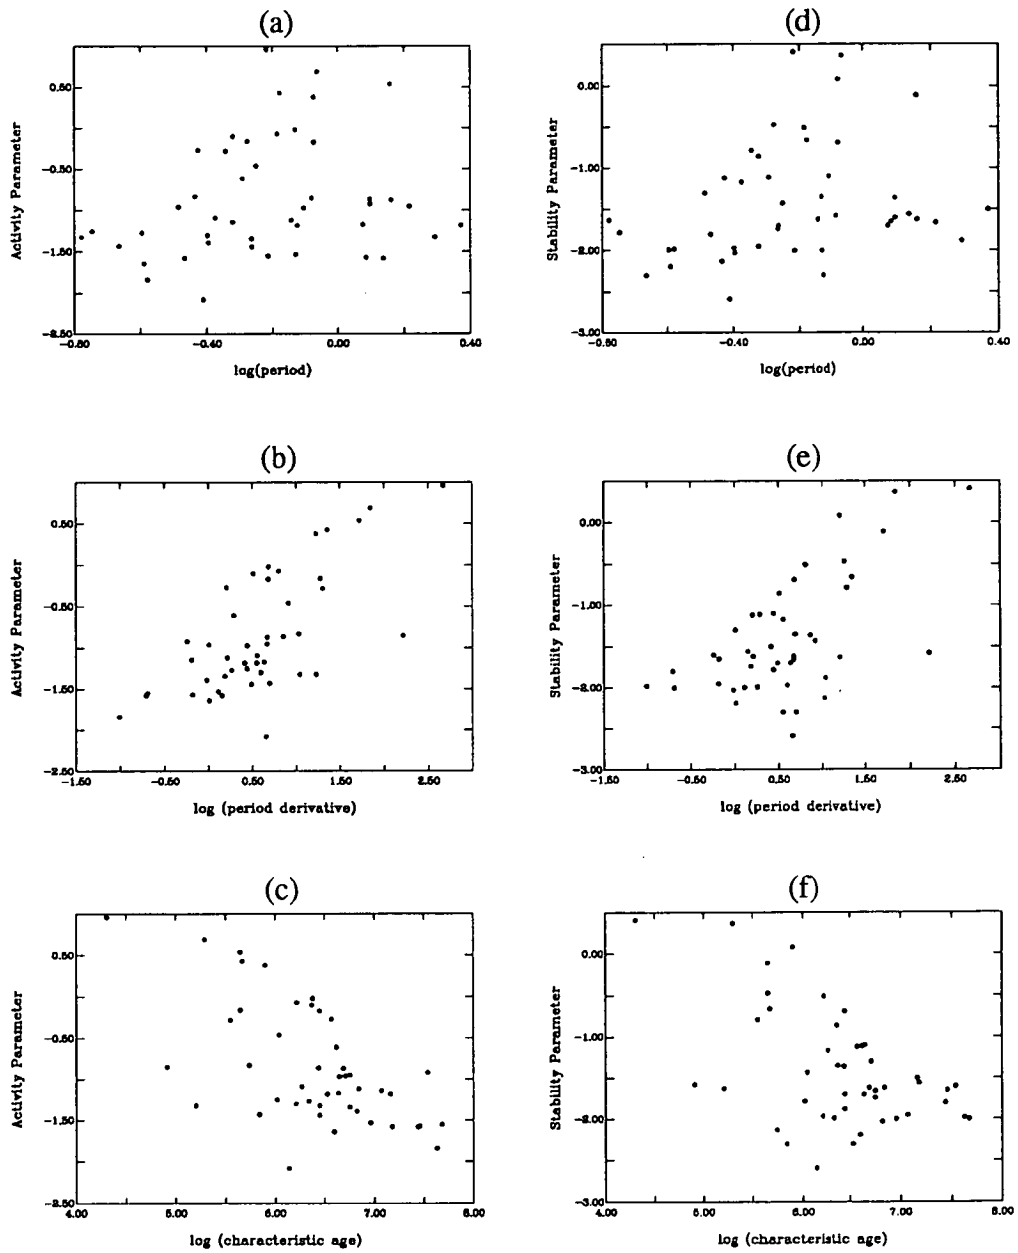 (a)
0.50
-0.50
-1.50
-2.50
Activity Parameter
-0.80
-0.40
0.00
0.40
log(period)
(d)
0.00
-1.00
-2.00
-3.00
Stability Parameter
-0.80
-0.40
0.00
0.40
log(period)
(b)
0.50
-0.50
-1.50
-2.50
Activity Parameter
-1.50
-0.50
0.50
1.50
2.50
log (period derivative)
(e)
0.00
-1.00
-2.00
-3.00
Stability Parameter
-1.50
-0.50
0.50
1.50
2.50
log (period derivative)
(c)
0.50
-0.50
-1.50
-2.50
Activity Parameter
4.00
5.00
6.00
7.00
8.00
log (characteristic age)
(f)
0.00
-1.00
-2.00
-3.00
Stability Parameter
4.00
5.00
6.00
7.00
8.00
log (characteristic age)